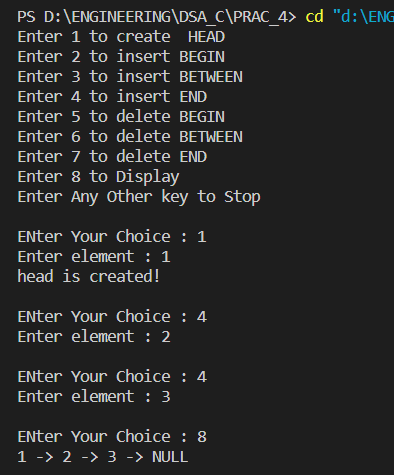 PS D:\ENGINEERING\DSA_C\PRAC_4> cd "d:\ENG
Enter 1 to create  HEAD
Enter 2 to insert BEGIN
Enter 3 to insert BETWEEN
Enter 4 to insert END
Enter 5 to delete BEGIN
Enter 6 to delete BETWEEN
Enter 7 to delete END
Enter 8 to Display
Enter Any Other key to Stop
ENter Your Choice : 1
Enter element : 1
head is created!
ENter Your Choice : 4
Enter element : 2
ENter Your Choice : 4
Enter element : 3
ENter Your Choice : 8
1 -> 2 -> 3 -> NULL